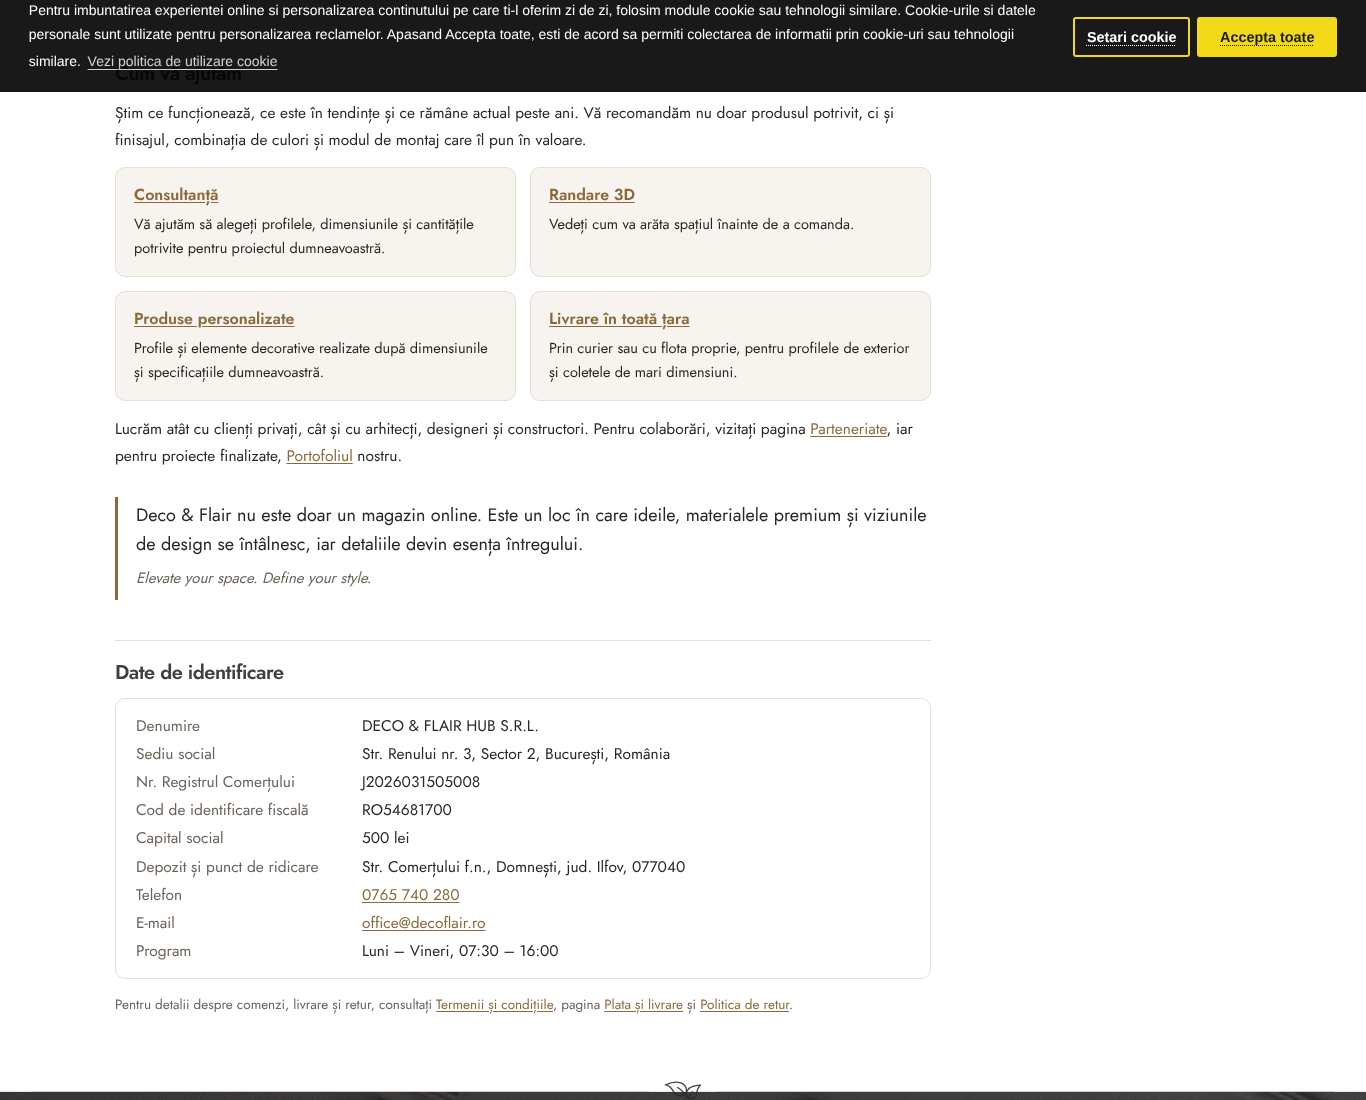 Pentru imbuntatirea experientei online si personalizarea continutului pe care ti-l oferim zi de zi, folosim module cookie sau tehnologii similare. Cookie-urile si datele
personale sunt utilizate pentru personalizarea reclamelor. Apasand Accepta toate, esti de acord sa permiti colectarea de informatii prin cookie-uri sau tehnologii
similare. Vezi politica de utilizare cookie
Setari cookie
Accepta toate
Cum vă ajutăm
Știm ce funcționează, ce este în tendințe și ce rămâne actual peste ani. Vă recomandăm nu doar produsul potrivit, ci și
finisajul, combinația de culori și modul de montaj care îl pun în valoare.
Consultanță
Vă ajutăm să alegeți profilele, dimensiunile și cantitățile
potrivite pentru proiectul dumneavoastră.
Randare 3D
Vedeți cum va arăta spațiul înainte de a comanda.
Produse personalizate
Profile și elemente decorative realizate după dimensiunile
și specificațiile dumneavoastră.
Livrare în toată țara
Prin curier sau cu flota proprie, pentru profilele de exterior
și coletele de mari dimensiuni.
Lucrăm atât cu clienți privați, cât și cu arhitecți, designeri și constructori. Pentru colaborări, vizitați pagina Parteneriate, iar
pentru proiecte finalizate, Portofoliul nostru.
Deco & Flair nu este doar un magazin online. Este un loc în care ideile, materialele premium și viziunile
de design se întâlnesc, iar detaliile devin esența întregului.
Elevate your space. Define your style.
Date de identificare
Denumire DECO & FLAIR HUB S.R.L.
Sediu social Str. Renului nr. 3, Sector 2, București, România
Nr. Registrul Comerțului J2026031505008
Cod de identificare fiscală RO54681700
Capital social 500 lei
Depozit și punct de ridicare Str. Comerțului f.n., Domnești, jud. Ilfov, 077040
Telefon 0765 740 280
E-mail office@decoflair.ro
Program Luni – Vineri, 07:30 – 16:00
Pentru detalii despre comenzi, livrare și retur, consultați Termenii și condițiile, pagina Plata și livrare și Politica de retur.